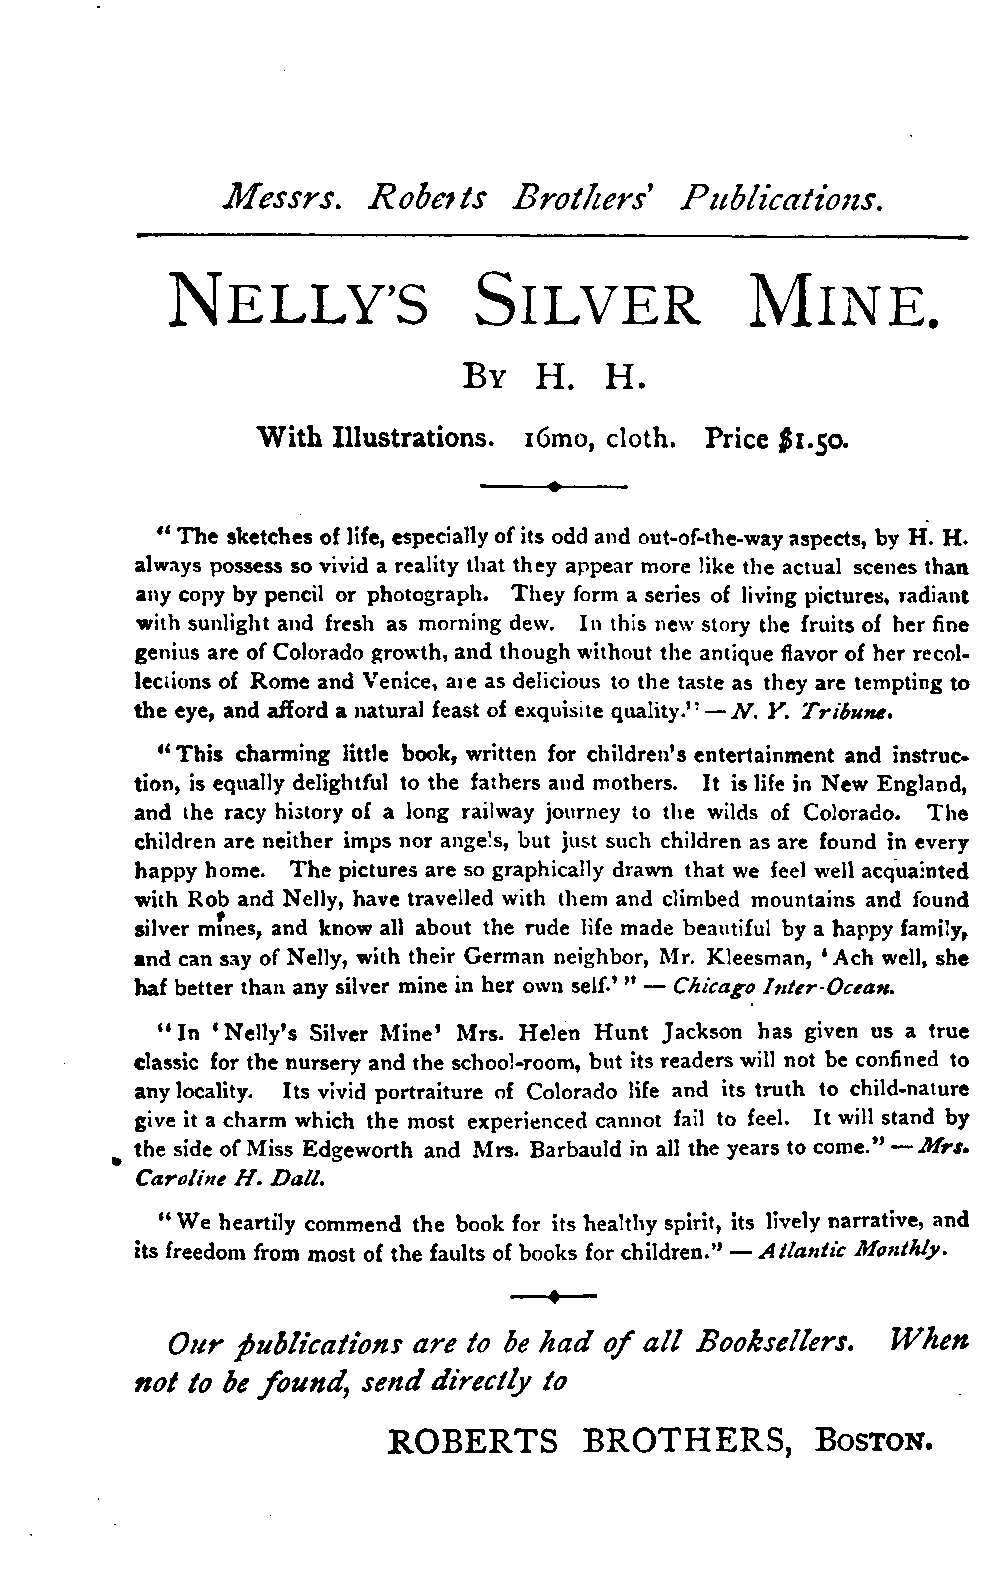 Messrs. Roberts Brothers' Publications.
NELLY'S SILVER MINE.
BY H. H.
With Illustrations. 16mo, cloth. Price $1.50.
"The sketches of life, especially of its odd and out-of-the-way aspects, by H. H.
always possess so vivid a reality that they appear more like the actual scenes than
any copy by pencil or photograph. They form a series of living pictures, radiant
with sunlight and fresh as morning dew. In this new story the fruits of her fine
genius are of Colorado growth, and though without the antique flavor of her recol-
lections of Rome and Venice, are as delicious to the taste as they are tempting to
the eye, and afford a natural feast of exquisite quality." — N. Y. Tribune.
"This charming little book, written for children's entertainment and instruc-
tion, is equally delightful to the fathers and mothers. It is life in New England,
and the racy history of a long railway journey to the wilds of Colorado. The
children are neither imps nor angels, but just such children as are found in every
happy home. The pictures are so graphically drawn that we feel well acquainted
with Rob and Nelly, have travelled with them and climbed mountains and found
silver mines, and know all about the rude life made beautiful by a happy family,
and can say of Nelly, with their German neighbor, Mr. Kleesman, 'Ach well, she
haf better than any silver mine in her own self.'" — Chicago Inter-Ocean.
"In 'Nelly's Silver Mine' Mrs. Helen Hunt Jackson has given us a true
classic for the nursery and the school-room, but its readers will not be confined to
any locality. Its vivid portraiture of Colorado life and its truth to child-nature
give it a charm which the most experienced cannot fail to feel. It will stand by
the side of Miss Edgeworth and Mrs. Barbauld in all the years to come." — Mrs.
Caroline H. Dall.
"We heartily commend the book for its healthy spirit, its lively narrative, and
its freedom from most of the faults of books for children." — Atlantic Monthly.
Our publications are to be had of all Booksellers. When
not to be found, send directly to
ROBERTS BROTHERS, BOSTON.